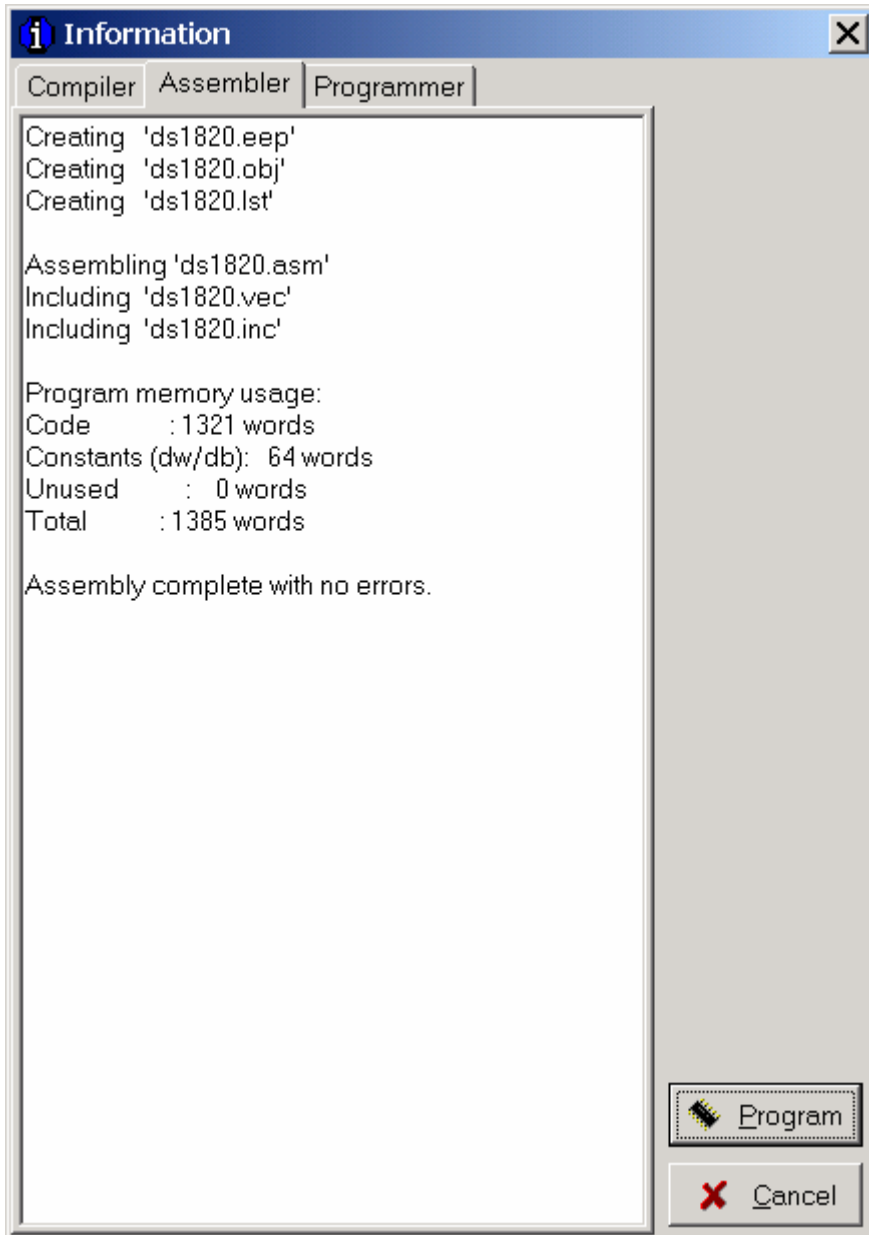 Information
Compiler Assembler Programmer
Creating 'ds1820.eep'
Creating 'ds1820.obj'
Creating 'ds1820.lst'
Assembling 'ds1820.asm'
Including 'ds1820.vec'
Including 'ds1820.inc'
Program memory usage:
Code : 1321 words
Constants (dw/db): 64 words
Unused : 0 words
Total : 1385 words
Assembly complete with no errors.
Program
Cancel